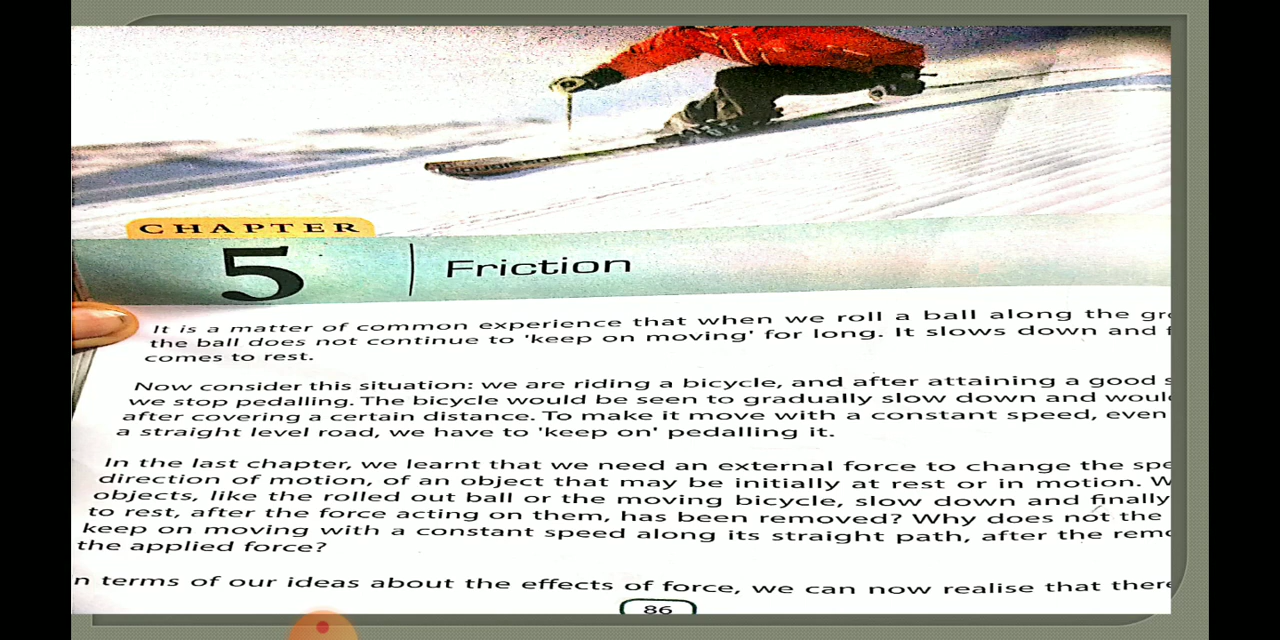 CHAPTER
5
Friction
It is a matter of common experience that when we roll a ball along the
the ball does not continue to 'keep on moving' for long. It slows down and
comes to rest.
Now consider this situation: we are riding a bicycle, and after attaining a good
we stop pedalling. The bicycle would be seen to gradually slow down and
after covering a certain distance. To make it move with a constant speed, even
a straight level road, we have to 'keep on' pedalling it.
In the last chapter, we learnt that we need an external force to change the
direction of motion, of an object that may be initially at rest or in motion.
objects, like the rolled out ball or the moving bicycle, slow down and finally
to rest, after the force acting on them, has been removed? Why does not the
keep on moving with a constant speed along its straight path, after the
the applied force?
n terms of our ideas about the effects of force, we can now realise that
86